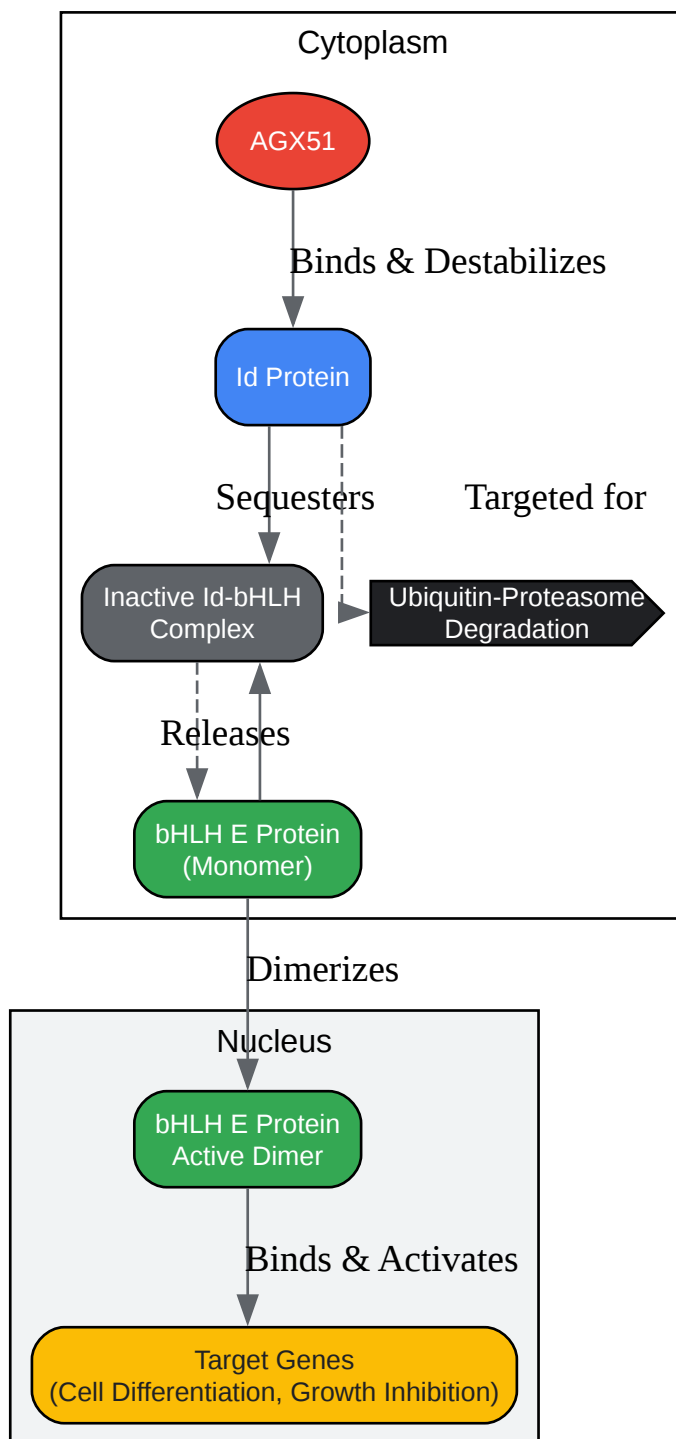 Cytoplasm
AGX51
Binds & Destabilizes
Id Protein
Sequesters
Targeted for
Inactive Id-bHLH
Complex
Ubiquitin-Proteasome
Degradation
Releases
bHLH E Protein
(Monomer)
Dimerizes
Nucleus
bHLH E Protein
Active Dimer
Binds & Activates
Target Genes
(Cell Differentiation, Growth Inhibition)